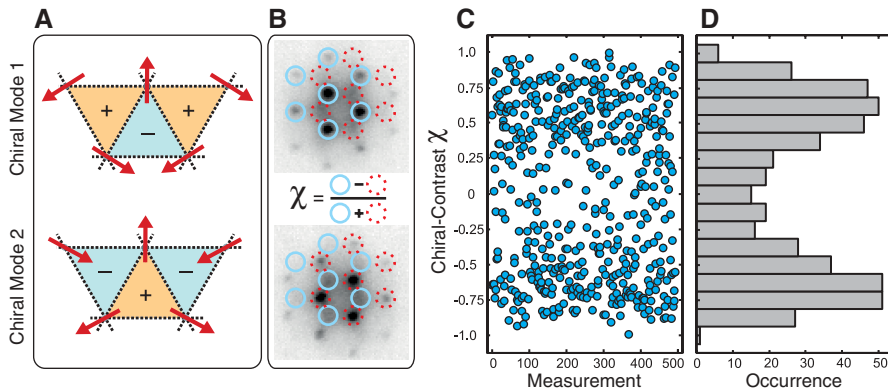 A
B
C
D
Chiral Mode 1
+
−
+
Chiral Mode 2
−
+
−
χ = − / +
Chiral-Contrast χ
1.0
0.75
0.50
0.25
0
-0.25
-0.5
-0.75
-1.0
0 100 200 300 400 500
Measurement
0 10 20 30 40 50
Occurrence